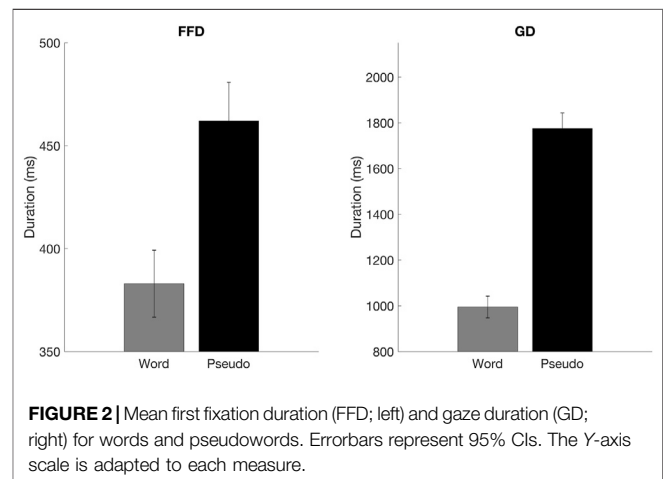 FFD
500
450
400
350
Duration (ms)
Word Pseudo
GD
2000
1800
1600
1400
1200
1000
800
Duration (ms)
Word Pseudo
FIGURE 2 | Mean first fixation duration (FFD; left) and gaze duration (GD;
right) for words and pseudowords. Errorbars represent 95% CIs. The Y-axis
scale is adapted to each measure.